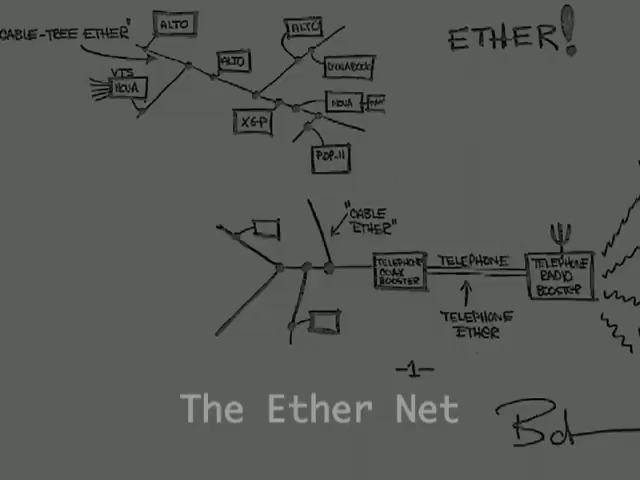 "CABLE-TREE ETHER"
ALTO
ALTO
ALTO
DYNABOOK
VTS
NOVA
NOVA
XGP
PDP-11
ETHER!
"CABLE
ETHER"
TELEPHONE
COAX
BOOSTER
TELEPHONE
TELEPHONE
ETHER
TELEPHONE
RADIO
BOOSTER
-1-
The Ether Net
Bob